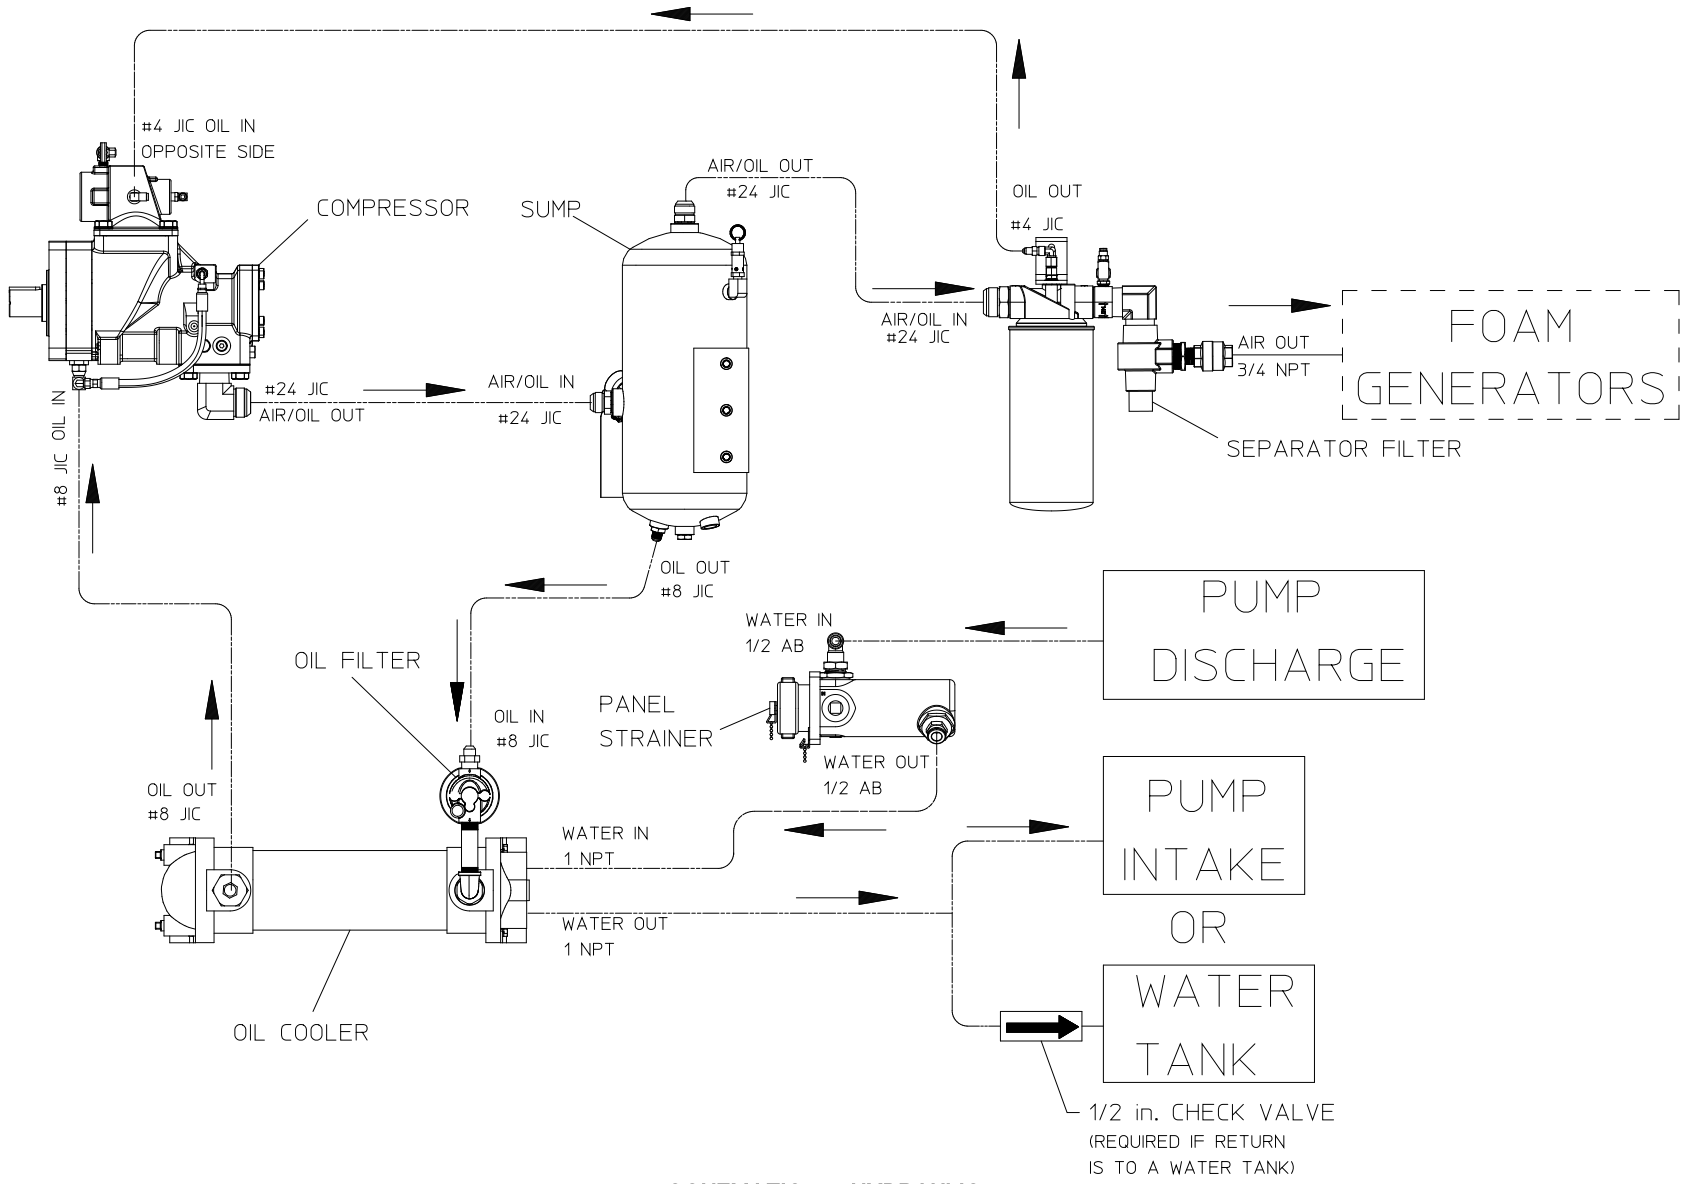 #4 JIC OIL IN
OPPOSITE SIDE
COMPRESSOR
SUMP
AIR/OIL OUT
#24 JIC
OIL OUT
#4 JIC
AIR/OIL IN
#24 JIC
FOAM
GENERATORS
AIR OUT
3/4 NPT
SEPARATOR FILTER
#24 JIC
AIR/OIL OUT
AIR/OIL IN
#24 JIC
#8 JIC OIL IN
OIL OUT
#8 JIC
PUMP
DISCHARGE
WATER IN
1/2 AB
OIL FILTER
PANEL
STRAINER
OIL IN
#8 JIC
WATER OUT
1/2 AB
OIL OUT
#8 JIC
WATER IN
1 NPT
PUMP
INTAKE
OR
WATER OUT
1 NPT
WATER
TANK
OIL COOLER
1/2 in. CHECK VALVE
(REQUIRED IF RETURN
IS TO A WATER TANK)